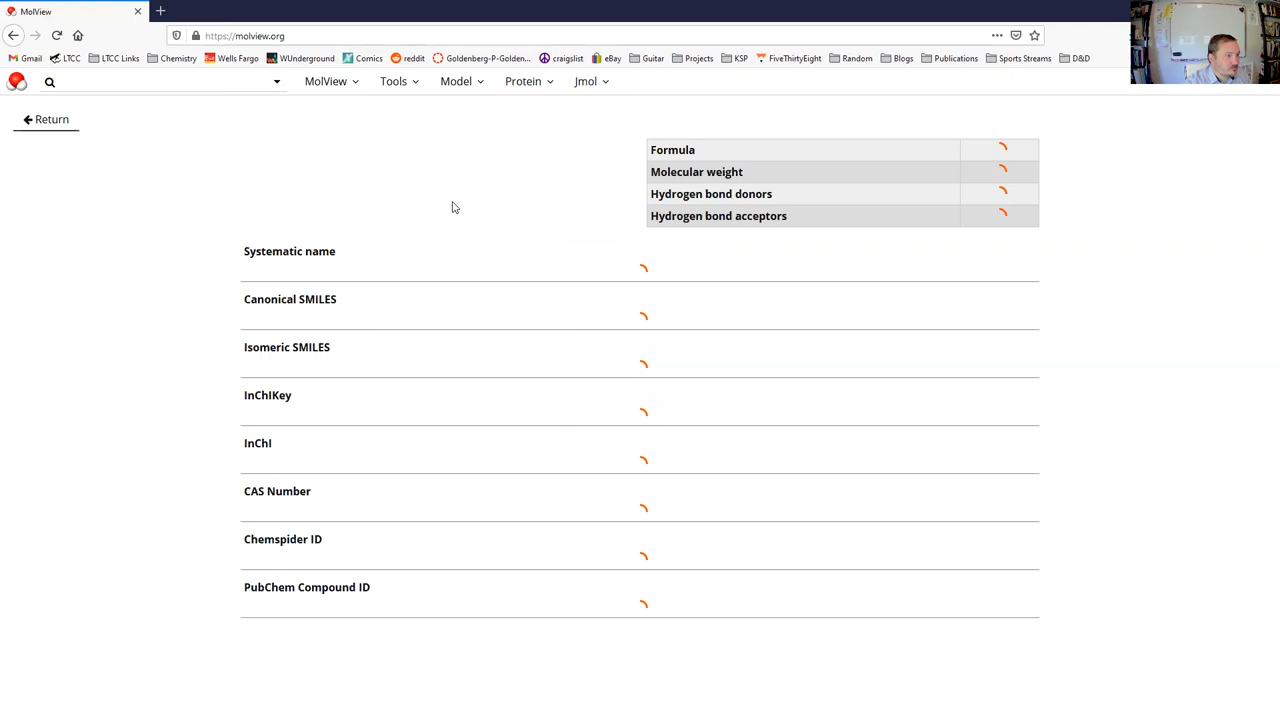 MolView
https://molview.org
Gmail LTCC LTCC Links Chemistry Wells Fargo... WUnderground Comics reddit Goldenberg-P-Golden... craigslist eBay Guitar Projects KSP FiveThirtyEight Random Blogs Publications Sports Streams D&D
MolView Tools Model Protein Jmol
Return
Formula
Molecular weight
Hydrogen bond donors
Hydrogen bond acceptors
Systematic name
Canonical SMILES
Isomeric SMILES
InChIKey
InChI
CAS Number
Chemspider ID
PubChem Compound ID